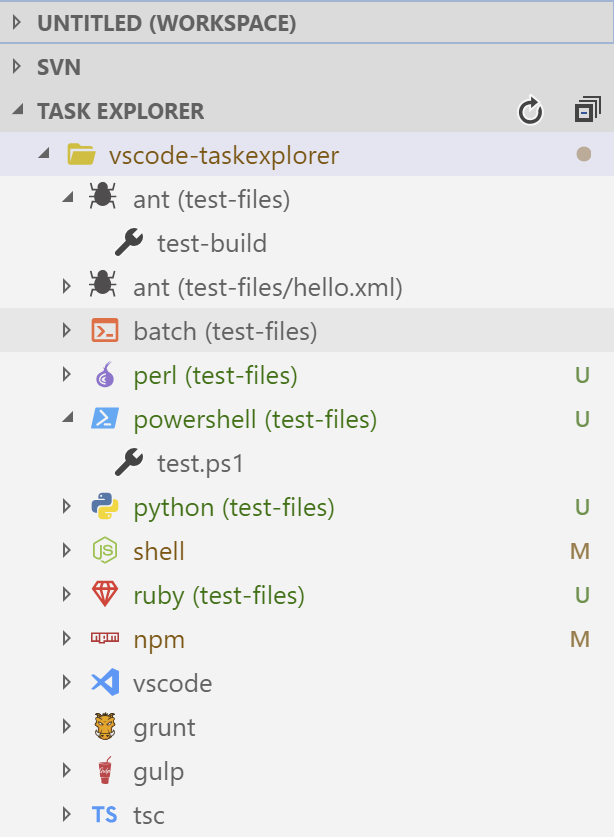 UNTITLED (WORKSPACE)
SVN
TASK EXPLORER
vscode-taskexplorer
ant (test-files)
test-build
ant (test-files/hello.xml)
batch (test-files)
perl (test-files) U
powershell (test-files) U
test.ps1
python (test-files) U
JS shell M
ruby (test-files) U
npm npm M
vscode
grunt
gulp
TS tsc